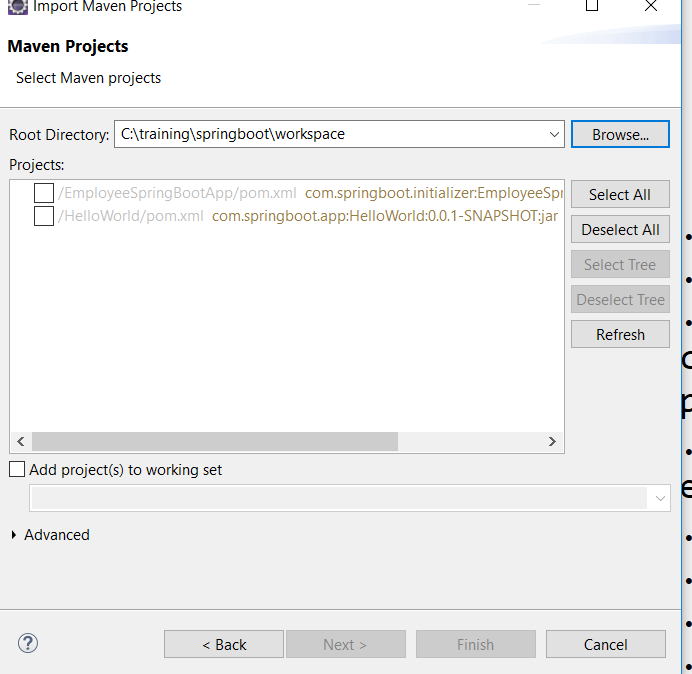 Import Maven Projects
Maven Projects
Select Maven projects
Root Directory: C:\training\springboot\workspace Browse...
Projects:
/EmployeeSpringBootApp/pom.xml com.springboot.initializer:EmployeeSpr Select All
/HelloWorld/pom.xml com.springboot.app:HelloWorld:0.0.1-SNAPSHOT:jar
Deselect All
Select Tree
Deselect Tree
Refresh
Add project(s) to working set
Advanced
? < Back Next > Finish Cancel